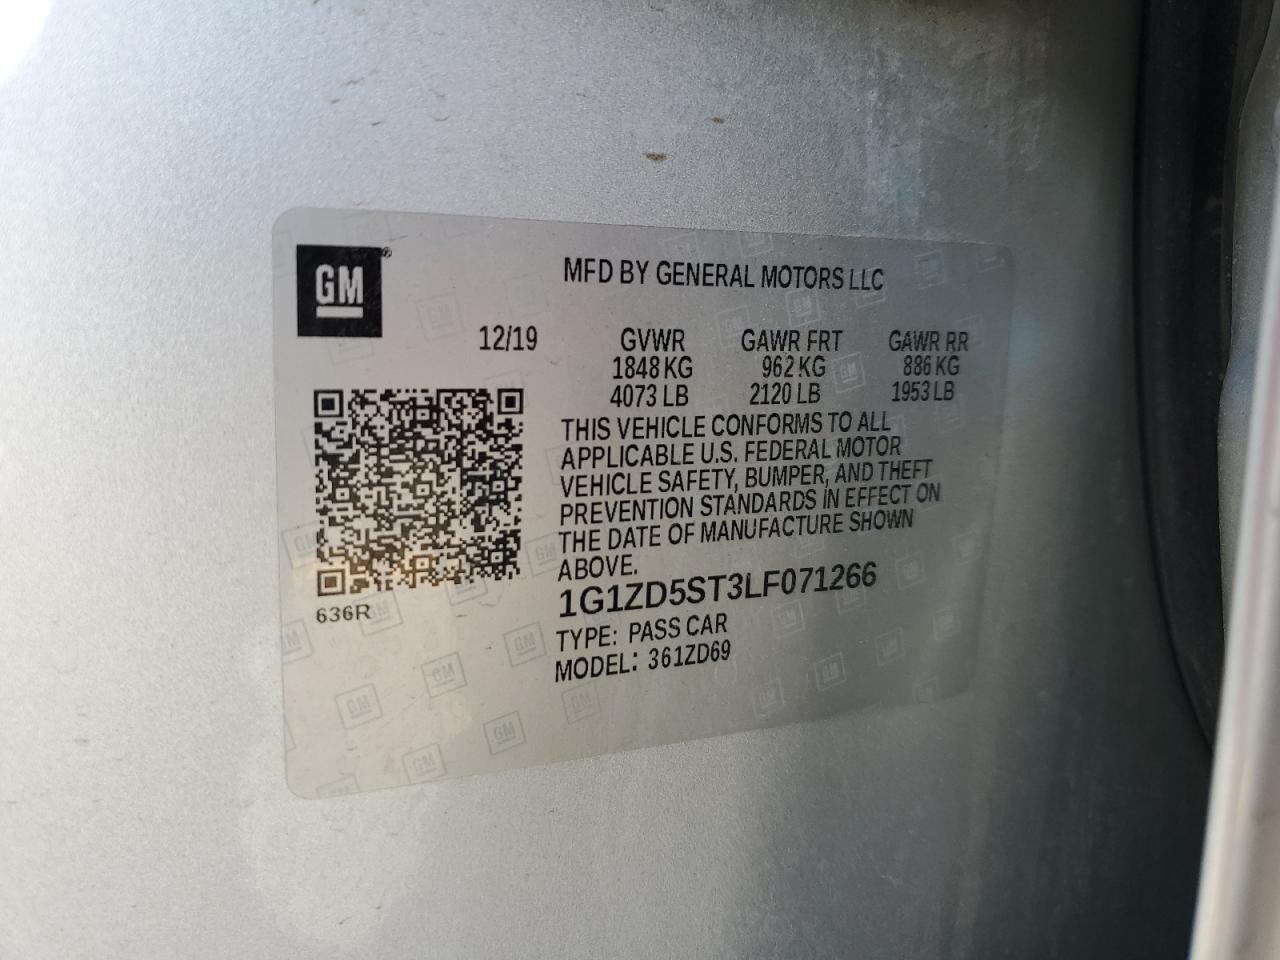 GM®
MFD BY GENERAL MOTORS LLC
12/19 GVWR GAWR FRT GAWR RR
1848 KG 962 KG 886 KG
4073 LB 2120 LB 1953 LB
THIS VEHICLE CONFORMS TO ALL
APPLICABLE U.S. FEDERAL MOTOR
VEHICLE SAFETY, BUMPER, AND THEFT
PREVENTION STANDARDS IN EFFECT ON
THE DATE OF MANUFACTURE SHOWN
ABOVE.
1G1ZD5ST3LF071266
636R
TYPE: PASS CAR
MODEL: 361ZD69